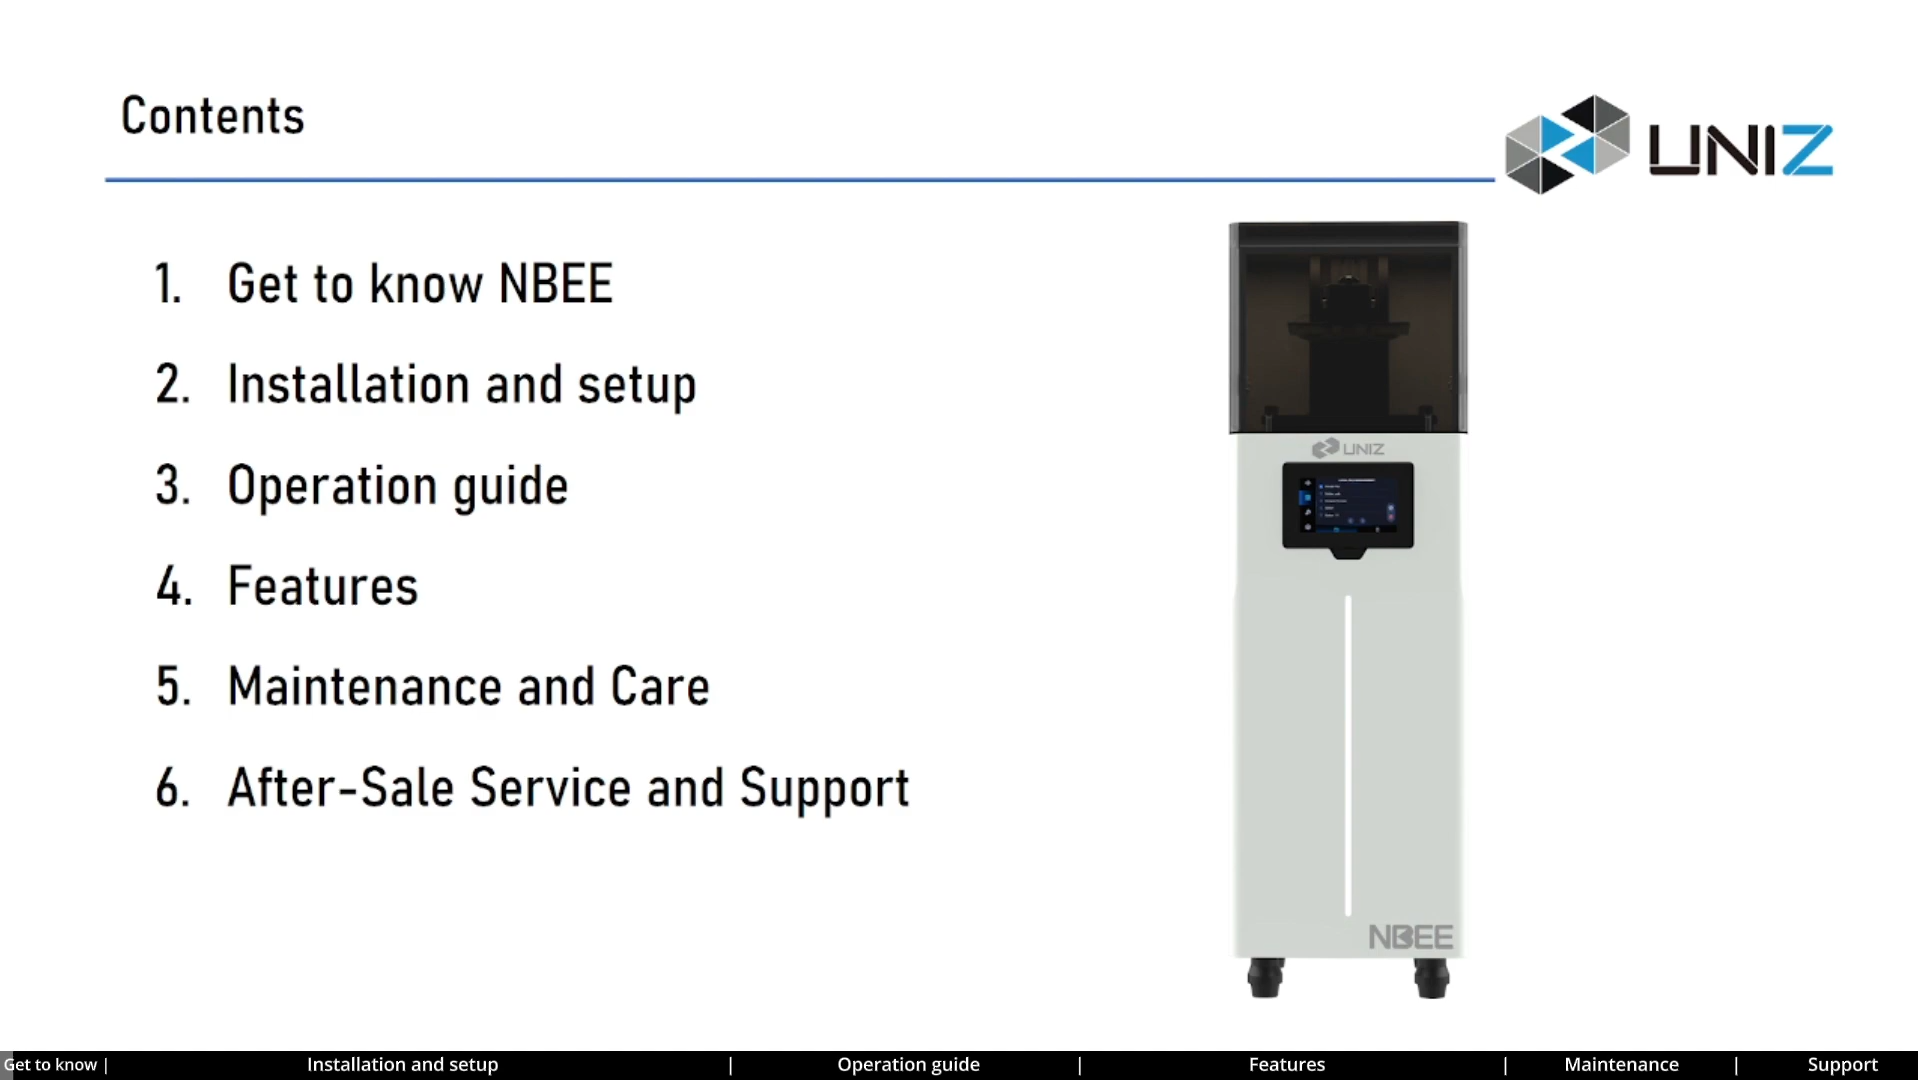 Contents
UNIZ
1. Get to know NBEE
2. Installation and setup
3. Operation guide
4. Features
5. Maintenance and Care
6. After-Sale Service and Support
UNIZ
NBEE
Get to know | Installation and setup | Operation guide | Features | Maintenance | Support